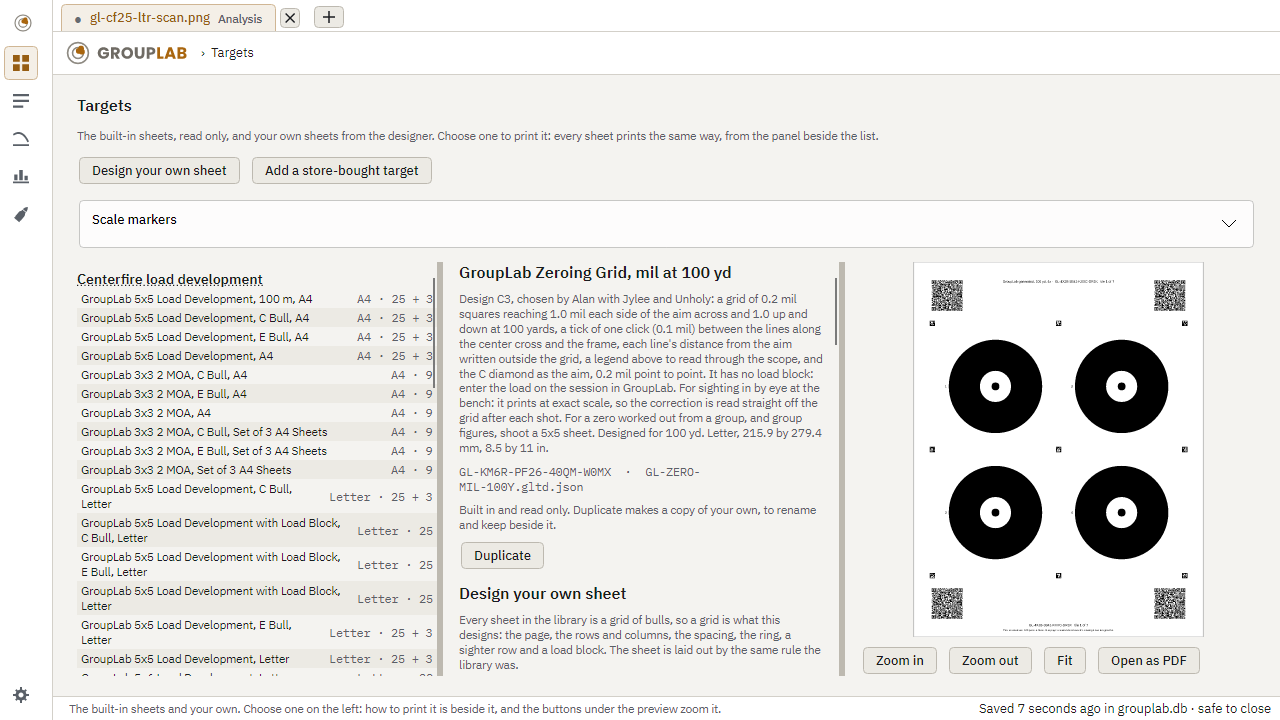 gl-cf25-ltr-scan.png Analysis
GROUPLAB › Targets
Targets
The built-in sheets, read only, and your own sheets from the designer. Choose one to print it: every sheet prints the same way, from the panel beside the list.
Design your own sheet
Add a store-bought target
Scale markers
Centerfire load development
GroupLab 5x5 Load Development, 100 m, A4 A4 · 25 + 3
GroupLab 5x5 Load Development, C Bull, A4 A4 · 25 + 3
GroupLab 5x5 Load Development, E Bull, A4 A4 · 25 + 3
GroupLab 5x5 Load Development, A4 A4 · 25 + 3
GroupLab 3x3 2 MOA, C Bull, A4 A4 · 9
GroupLab 3x3 2 MOA, E Bull, A4 A4 · 9
GroupLab 3x3 2 MOA, A4 A4 · 9
GroupLab 3x3 2 MOA, C Bull, Set of 3 A4 Sheets A4 · 9
GroupLab 3x3 2 MOA, E Bull, Set of 3 A4 Sheets A4 · 9
GroupLab 3x3 2 MOA, Set of 3 A4 Sheets A4 · 9
GroupLab 5x5 Load Development, C Bull,
Letter Letter · 25 + 3
GroupLab 5x5 Load Development with Load Block,
C Bull, Letter Letter · 25
GroupLab 5x5 Load Development with Load Block,
E Bull, Letter Letter · 25
GroupLab 5x5 Load Development with Load Block,
Letter Letter · 25
GroupLab 5x5 Load Development, E Bull,
Letter Letter · 25 + 3
GroupLab 5x5 Load Development, Letter Letter · 25 + 3
GroupLab Zeroing Grid, mil at 100 yd
Design C3, chosen by Alan with Jylee and Unholy: a grid of 0.2 mil
squares reaching 1.0 mil each side of the aim across and 1.0 up and
down at 100 yards, a tick of one click (0.1 mil) between the lines along
the center cross and the frame, each line's distance from the aim
written outside the grid, a legend above to read through the scope, and
the C diamond as the aim, 0.2 mil point to point. It has no load block:
enter the load on the session in GroupLab. For sighting in by eye at the
bench: it prints at exact scale, so the correction is read straight off the
grid after each shot. For a zero worked out from a group, and group
figures, shoot a 5x5 sheet. Designed for 100 yd. Letter, 215.9 by 279.4
mm, 8.5 by 11 in.
GL-KM6R-PF26-40QM-W0MX · GL-ZERO-
MIL-100Y.gltd.json
Built in and read only. Duplicate makes a copy of your own, to rename
and keep beside it.
Duplicate
Design your own sheet
Every sheet in the library is a grid of bulls, so a grid is what this
designs: the page, the rows and columns, the spacing, the ring, a
sighter row and a load block. The sheet is laid out by the same rule the
library was.
Zoom in
Zoom out
Fit
Open as PDF
The built-in sheets and your own. Choose one on the left: how to print it is beside it, and the buttons under the preview zoom it.
Saved 7 seconds ago in grouplab.db · safe to close